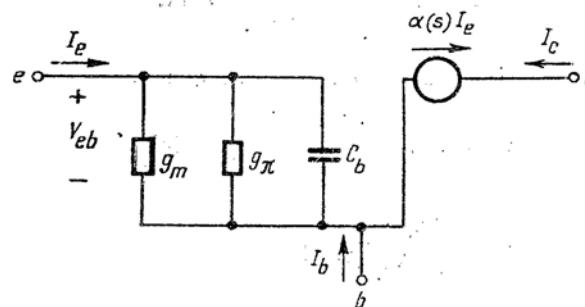 α(s) I_e
I_e
I_c
e
+
V_eb
−
g_m
g_π
C_b
I_b
b